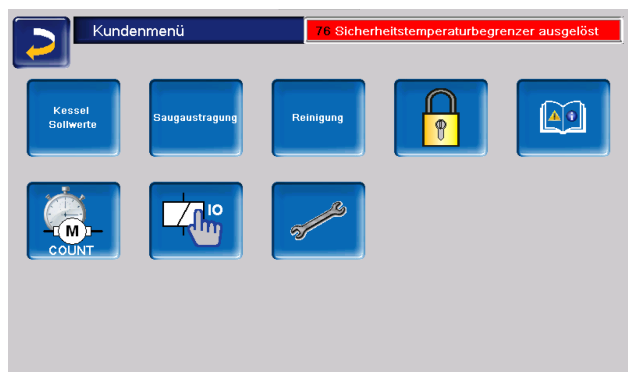 Kundenmenü
76 Sicherheitstemperaturbegrenzer ausgelöst
Kessel
Sollwerte
Saugaustragung
Reinigung
M
COUNT
IO